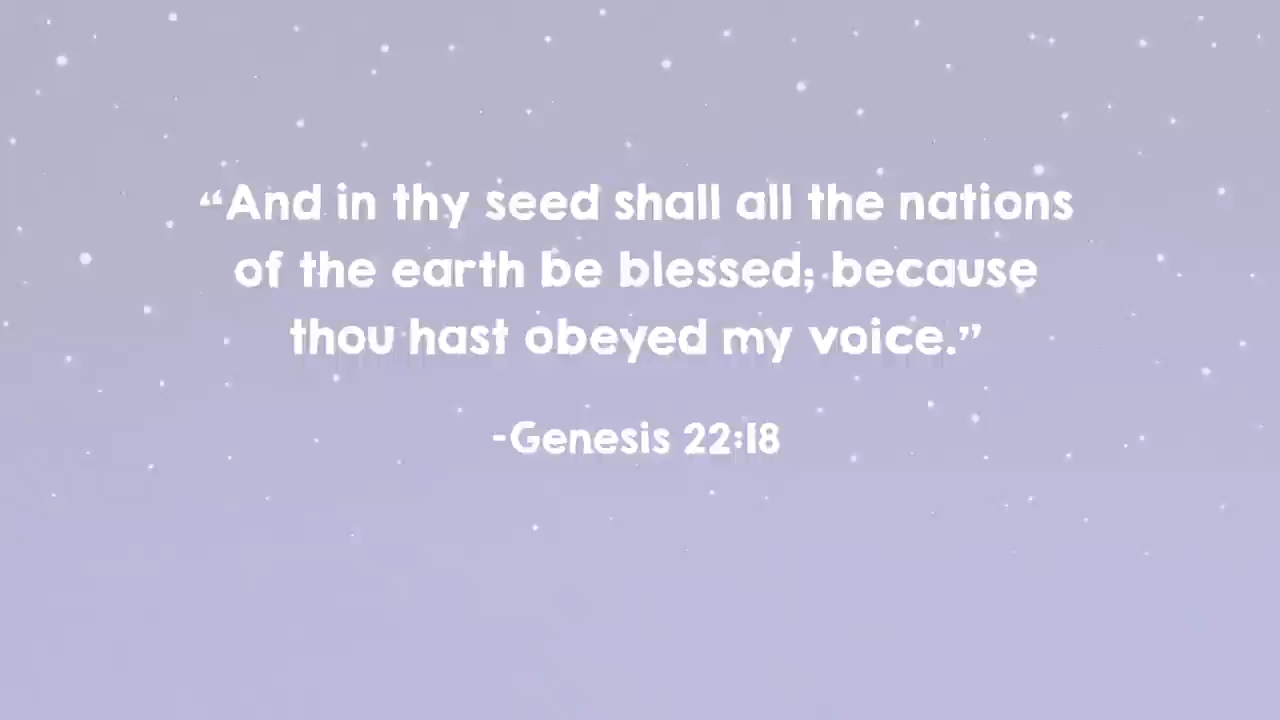 “And in thy seed shall all the nations
of the earth be blessed; because
thou hast obeyed my voice.”
-Genesis 22:18